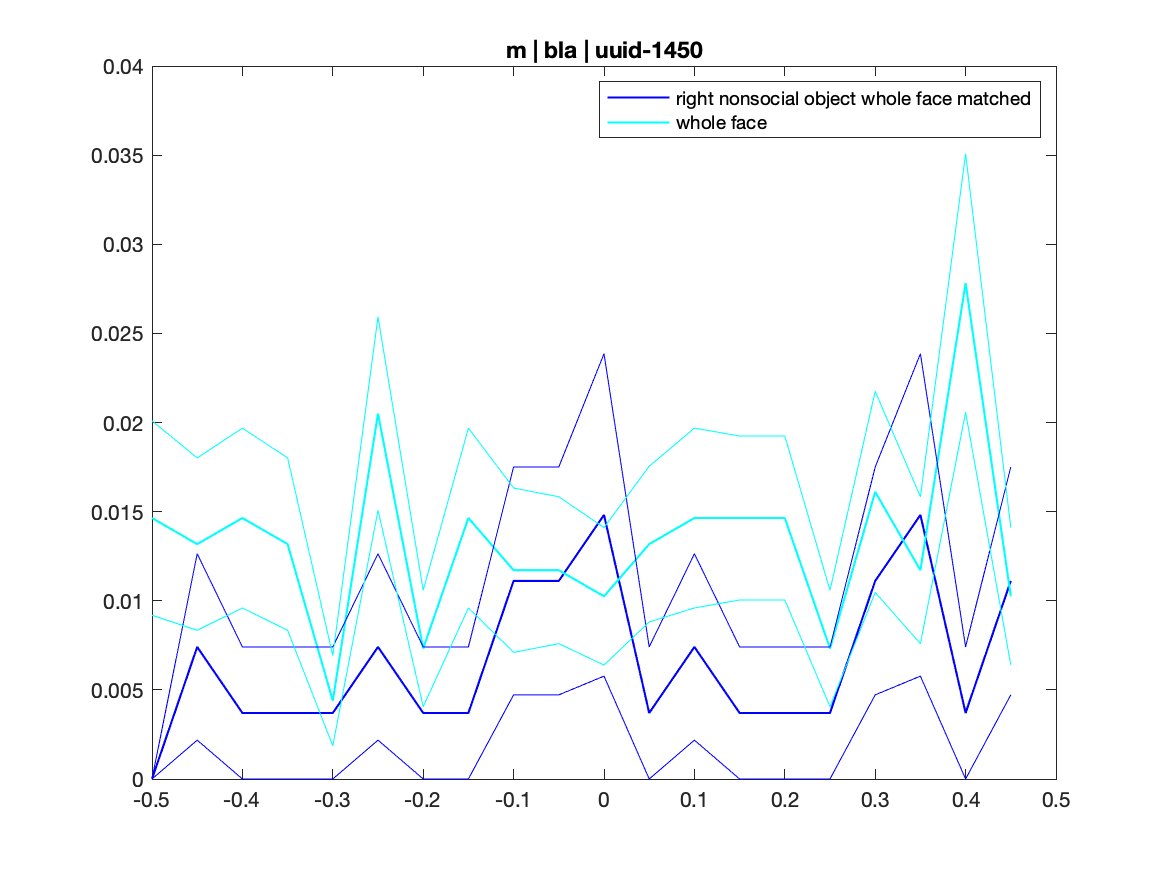 m | bla | uuid-1450
right nonsocial object whole face matched
whole face
0.04
0.035
0.03
0.025
0.02
0.015
0.01
0.005
0
-0.5 -0.4 -0.3 -0.2 -0.1 0 0.1 0.2 0.3 0.4 0.5